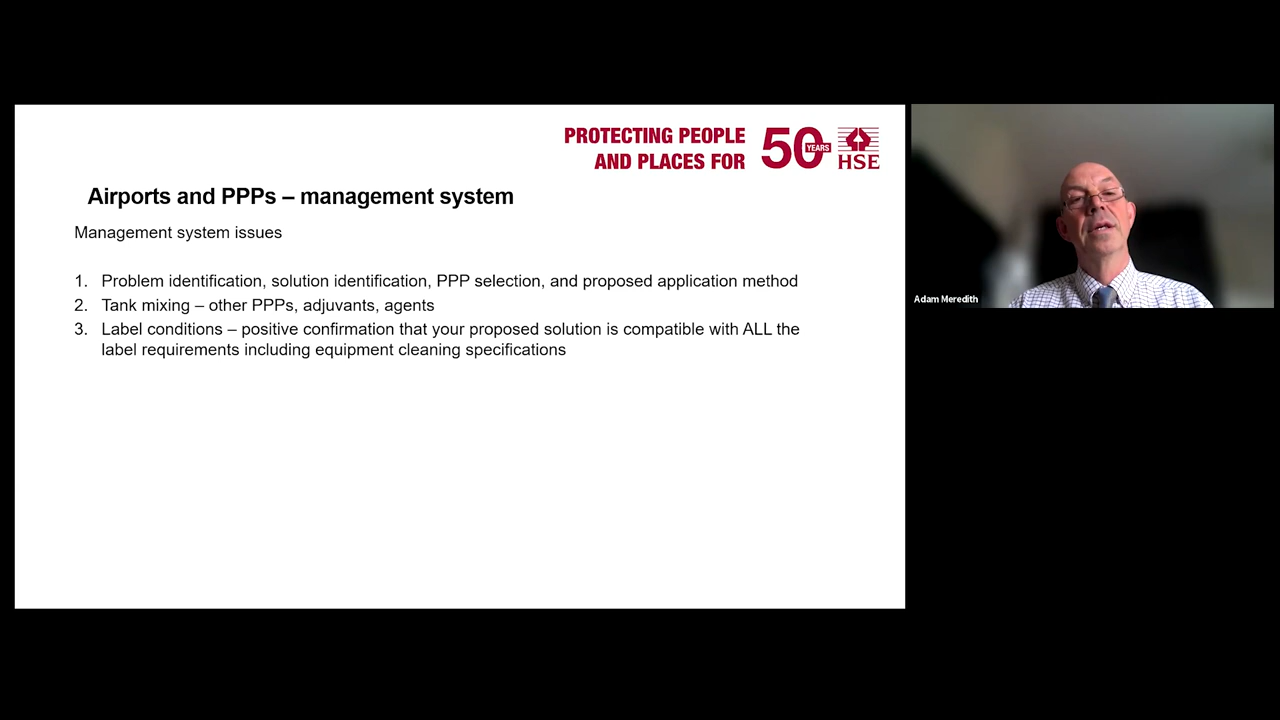 PROTECTING PEOPLE
AND PLACES FOR
50
YEARS
HSE
Airports and PPPs – management system
Management system issues
1. Problem identification, solution identification, PPP selection, and proposed application method
2. Tank mixing – other PPPs, adjuvants, agents
3. Label conditions – positive confirmation that your proposed solution is compatible with ALL the
label requirements including equipment cleaning specifications
Adam Meredith